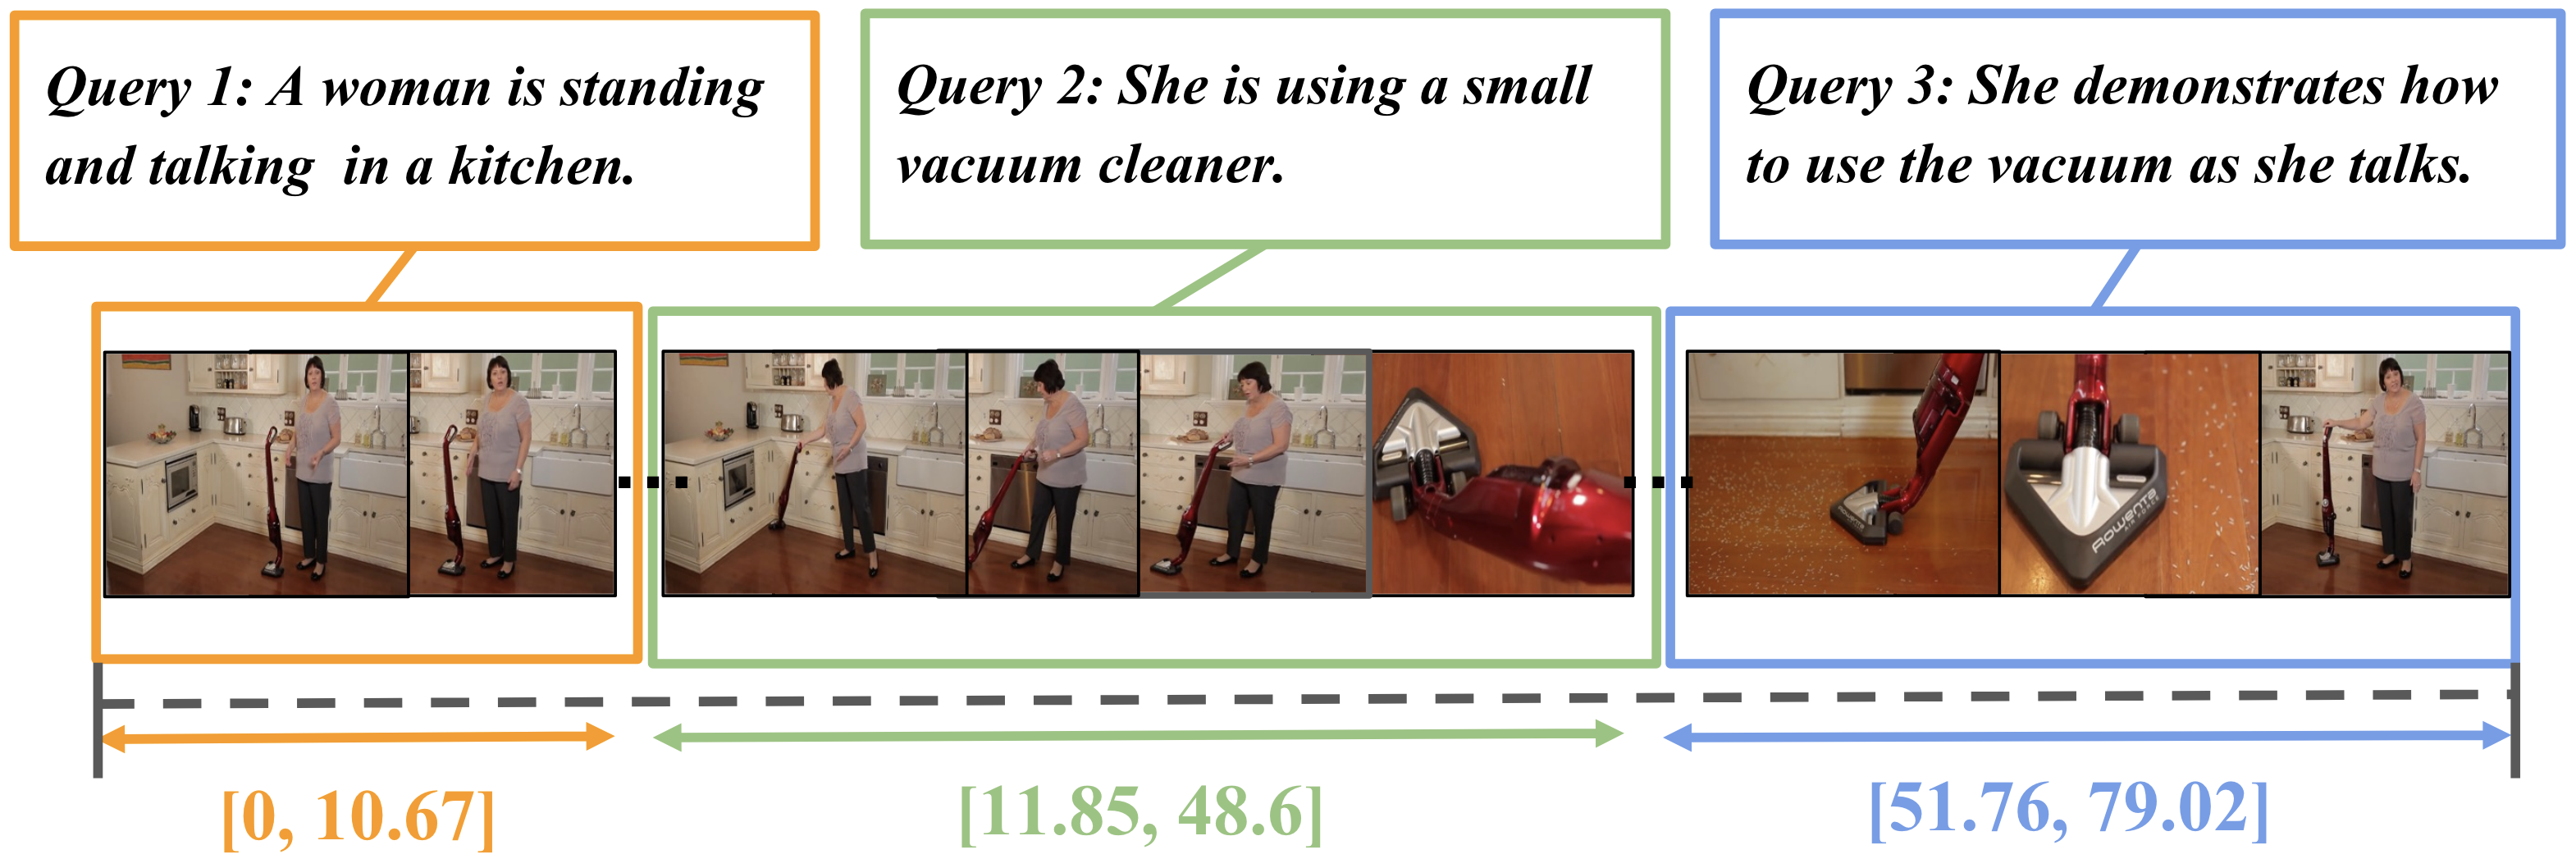 Query 1: A woman is standing
and talking in a kitchen.
Query 2: She is using a small
vacuum cleaner.
Query 3: She demonstrates how
to use the vacuum as she talks.
Rowenta
[0, 10.67]
[11.85, 48.6]
[51.76, 79.02]